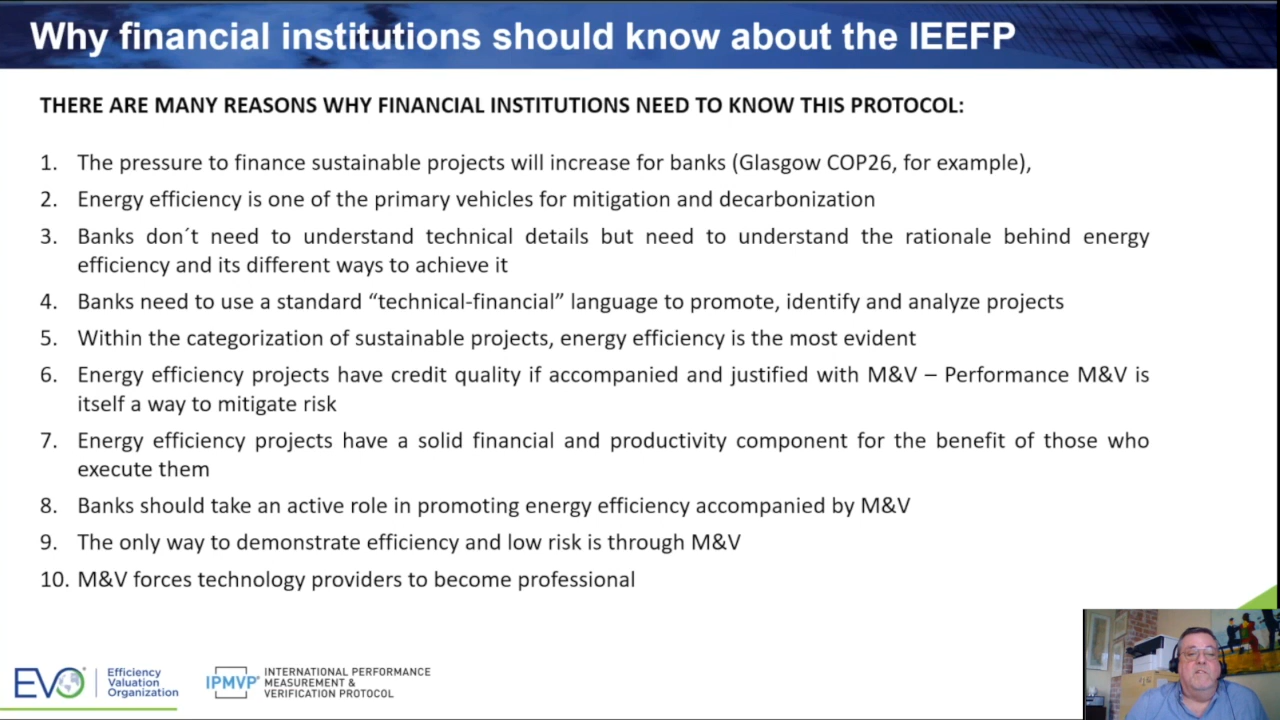 Why financial institutions should know about the IEEFP
THERE ARE MANY REASONS WHY FINANCIAL INSTITUTIONS NEED TO KNOW THIS PROTOCOL:
1. The pressure to finance sustainable projects will increase for banks (Glasgow COP26, for example),
2. Energy efficiency is one of the primary vehicles for mitigation and decarbonization
3. Banks don´t need to understand technical details but need to understand the rationale behind energy
efficiency and its different ways to achieve it
4. Banks need to use a standard “technical-financial” language to promote, identify and analyze projects
5. Within the categorization of sustainable projects, energy efficiency is the most evident
6. Energy efficiency projects have credit quality if accompanied and justified with M&V – Performance M&V is
itself a way to mitigate risk
7. Energy efficiency projects have a solid financial and productivity component for the benefit of those who
execute them
8. Banks should take an active role in promoting energy efficiency accompanied by M&V
9. The only way to demonstrate efficiency and low risk is through M&V
10. M&V forces technology providers to become professional
EVO®
Efficiency
Valuation
Organization
IPMVP®
INTERNATIONAL PERFORMANCE
MEASUREMENT &
VERIFICATION PROTOCOL